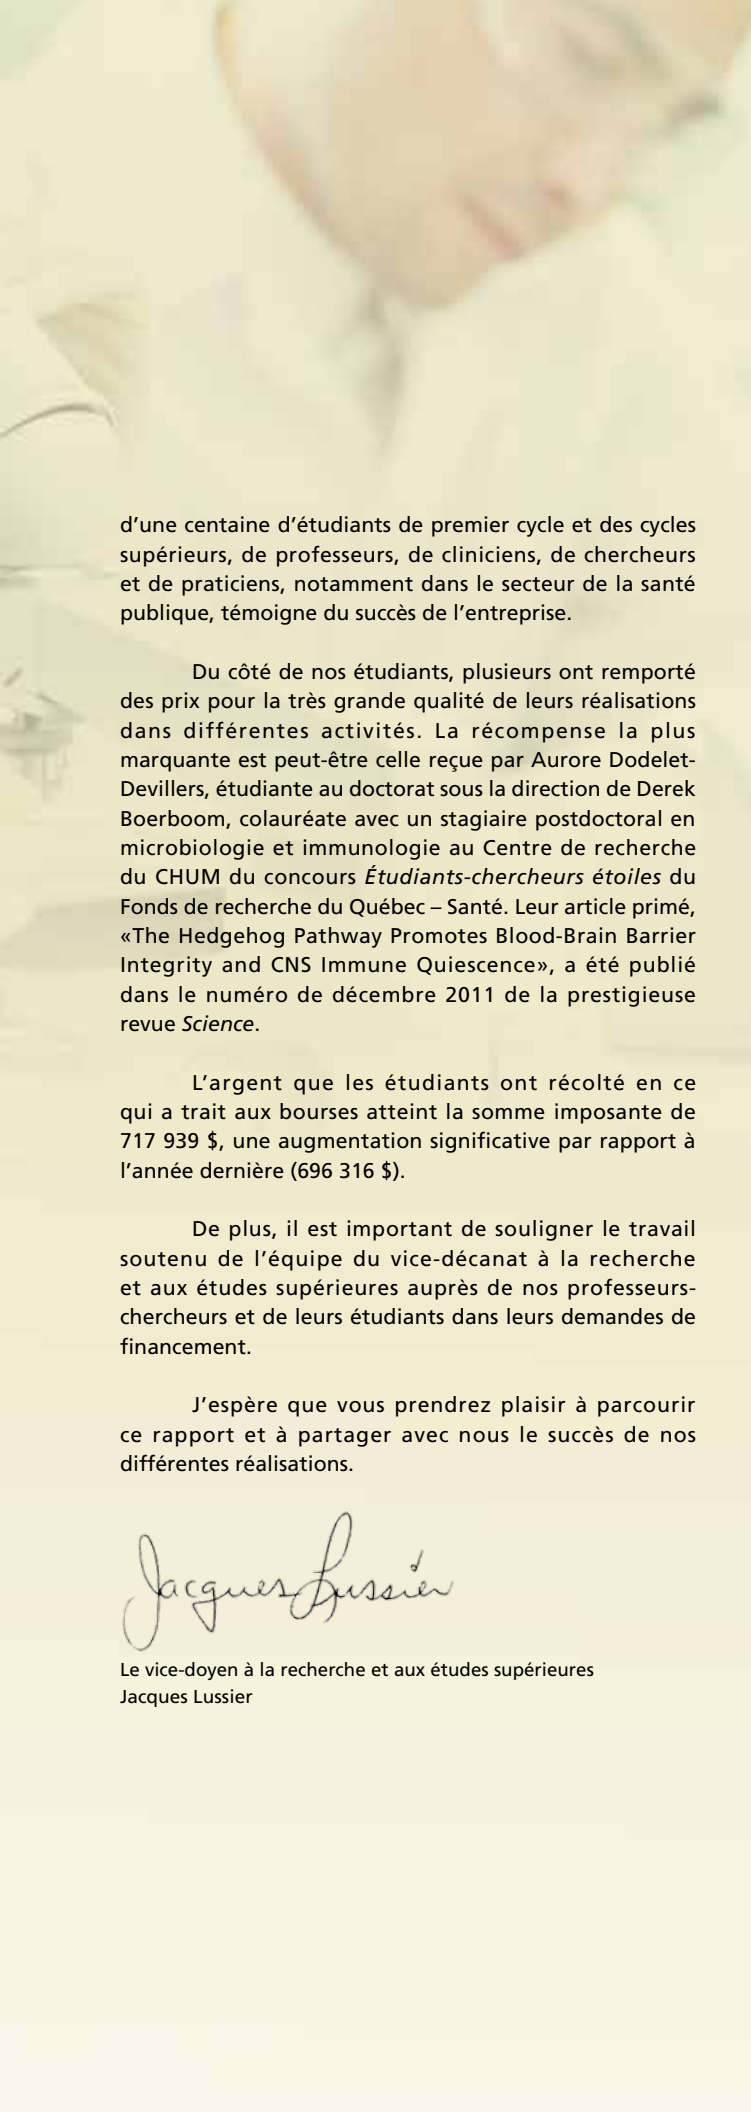 d’une centaine d’étudiants de premier cycle et des cycles
supérieurs, de professeurs, de cliniciens, de chercheurs
et de praticiens, notamment dans le secteur de la santé
publique, témoigne du succès de l’entreprise.
Du côté de nos étudiants, plusieurs ont remporté
des prix pour la très grande qualité de leurs réalisations
dans différentes activités. La récompense la plus
marquante est peut-être celle reçue par Aurore Dodelet-
Devillers, étudiante au doctorat sous la direction de Derek
Boerboom, colauréate avec un stagiaire postdoctoral en
microbiologie et immunologie au Centre de recherche
du CHUM du concours Étudiants-chercheurs étoiles du
Fonds de recherche du Québec – Santé. Leur article primé,
«The Hedgehog Pathway Promotes Blood-Brain Barrier
Integrity and CNS Immune Quiescence», a été publié
dans le numéro de décembre 2011 de la prestigieuse
revue Science.
L’argent que les étudiants ont récolté en ce
qui a trait aux bourses atteint la somme imposante de
717 939 $, une augmentation significative par rapport à
l’année dernière (696 316 $).
De plus, il est important de souligner le travail
soutenu de l’équipe du vice-décanat à la recherche
et aux études supérieures auprès de nos professeurs-
chercheurs et de leurs étudiants dans leurs demandes de
financement.
J’espère que vous prendrez plaisir à parcourir
ce rapport et à partager avec nous le succès de nos
différentes réalisations.
Jacques Lussier
Le vice-doyen à la recherche et aux études supérieures
Jacques Lussier